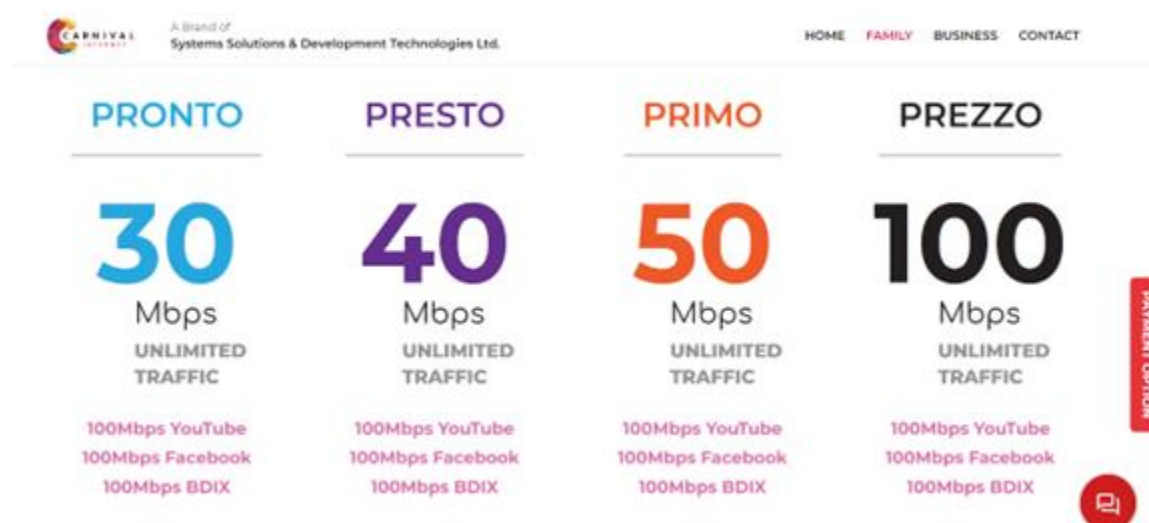 CARNIVAL
INTERNET
A Brand of
Systems Solutions & Development Technologies Ltd.
HOME FAMILY BUSINESS CONTACT
PRONTO
30
Mbps
UNLIMITED
TRAFFIC
100Mbps YouTube
100Mbps Facebook
100Mbps BDIX
PRESTO
40
Mbps
UNLIMITED
TRAFFIC
100Mbps YouTube
100Mbps Facebook
100Mbps BDIX
PRIMO
50
Mbps
UNLIMITED
TRAFFIC
100Mbps YouTube
100Mbps Facebook
100Mbps BDIX
PREZZO
100
Mbps
UNLIMITED
TRAFFIC
100Mbps YouTube
100Mbps Facebook
100Mbps BDIX
PAYMENT OPTION